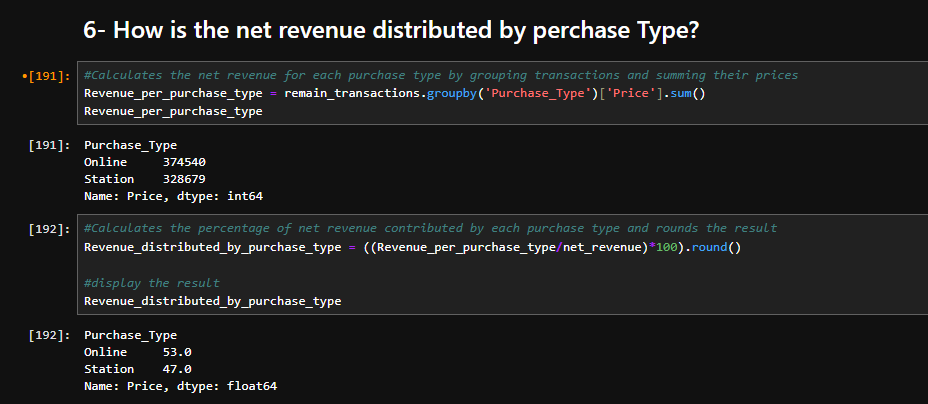 6- How is the net revenue distributed by perchase Type?
•[191]: #Calculates the net revenue for each purchase type by grouping transactions and summing their prices
Revenue_per_purchase_type = remain_transactions.groupby('Purchase_Type')['Price'].sum()
Revenue_per_purchase_type
[191]: Purchase_Type
Online     374540
Station    328679
Name: Price, dtype: int64
[192]: #Calculates the percentage of net revenue contributed by each purchase type and rounds the result
Revenue_distributed_by_purchase_type = ((Revenue_per_purchase_type/net_revenue)*100).round()
#display the result
Revenue_distributed_by_purchase_type
[192]: Purchase_Type
Online     53.0
Station    47.0
Name: Price, dtype: float64